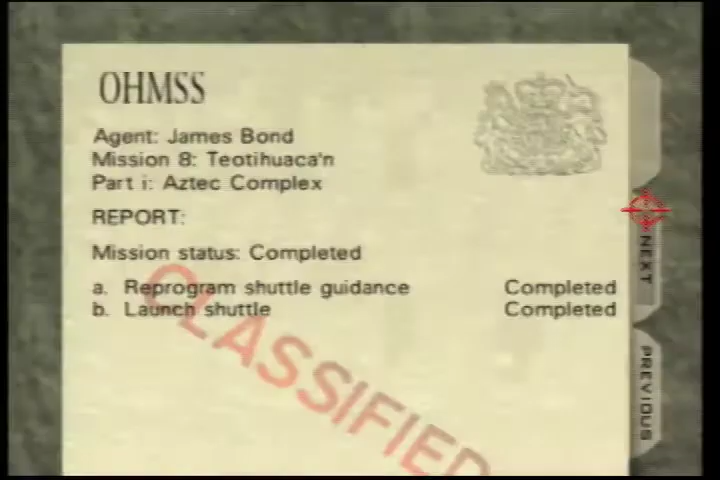 OHMSS
Agent: James Bond
Mission 8: Teotihuaca'n
Part i: Aztec Complex
REPORT:
Mission status: Completed
a. Reprogram shuttle guidance Completed
b. Launch shuttle Completed
CLASSIFIED
NEXT
PREVIOUS